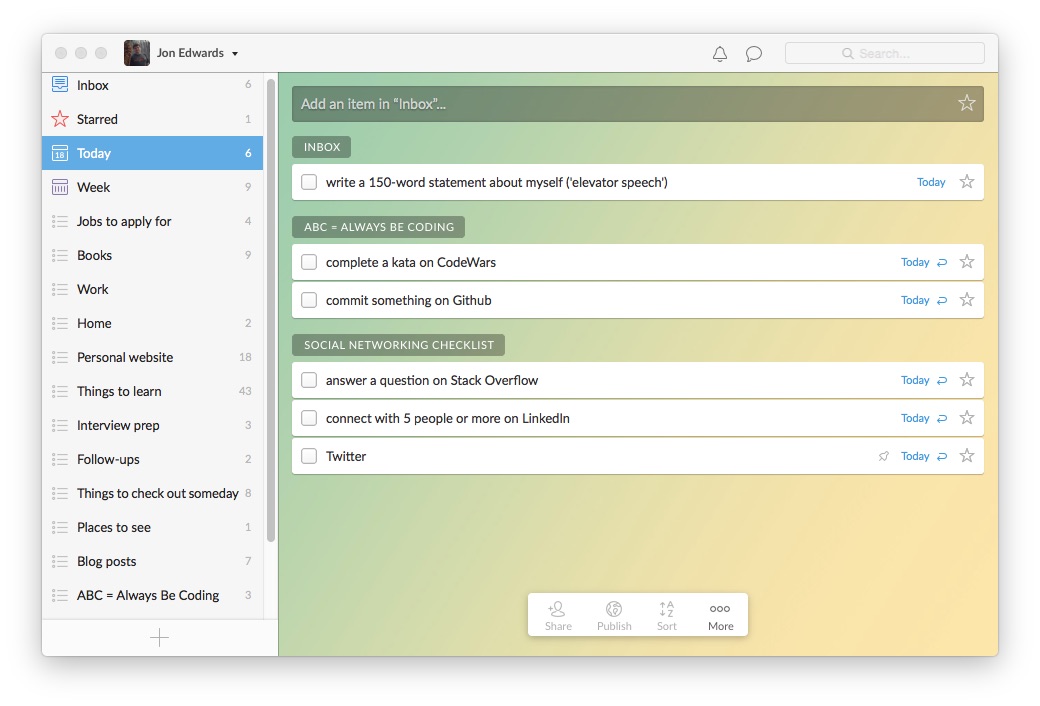 Jon Edwards
Search...
Inbox 6
Starred 1
18 Today 6
Week 9
Jobs to apply for 4
Books 9
Work
Home 2
Personal website 18
Things to learn 43
Interview prep 3
Follow-ups 2
Things to check out someday 8
Places to see 1
Blog posts 7
ABC = Always Be Coding 3
Add an item in “Inbox”...
INBOX
write a 150-word statement about myself ('elevator speech') Today
ABC = ALWAYS BE CODING
complete a kata on CodeWars Today
commit something on Github Today
SOCIAL NETWORKING CHECKLIST
answer a question on Stack Overflow Today
connect with 5 people or more on LinkedIn Today
Twitter Today
A
Z
Share Publish Sort More